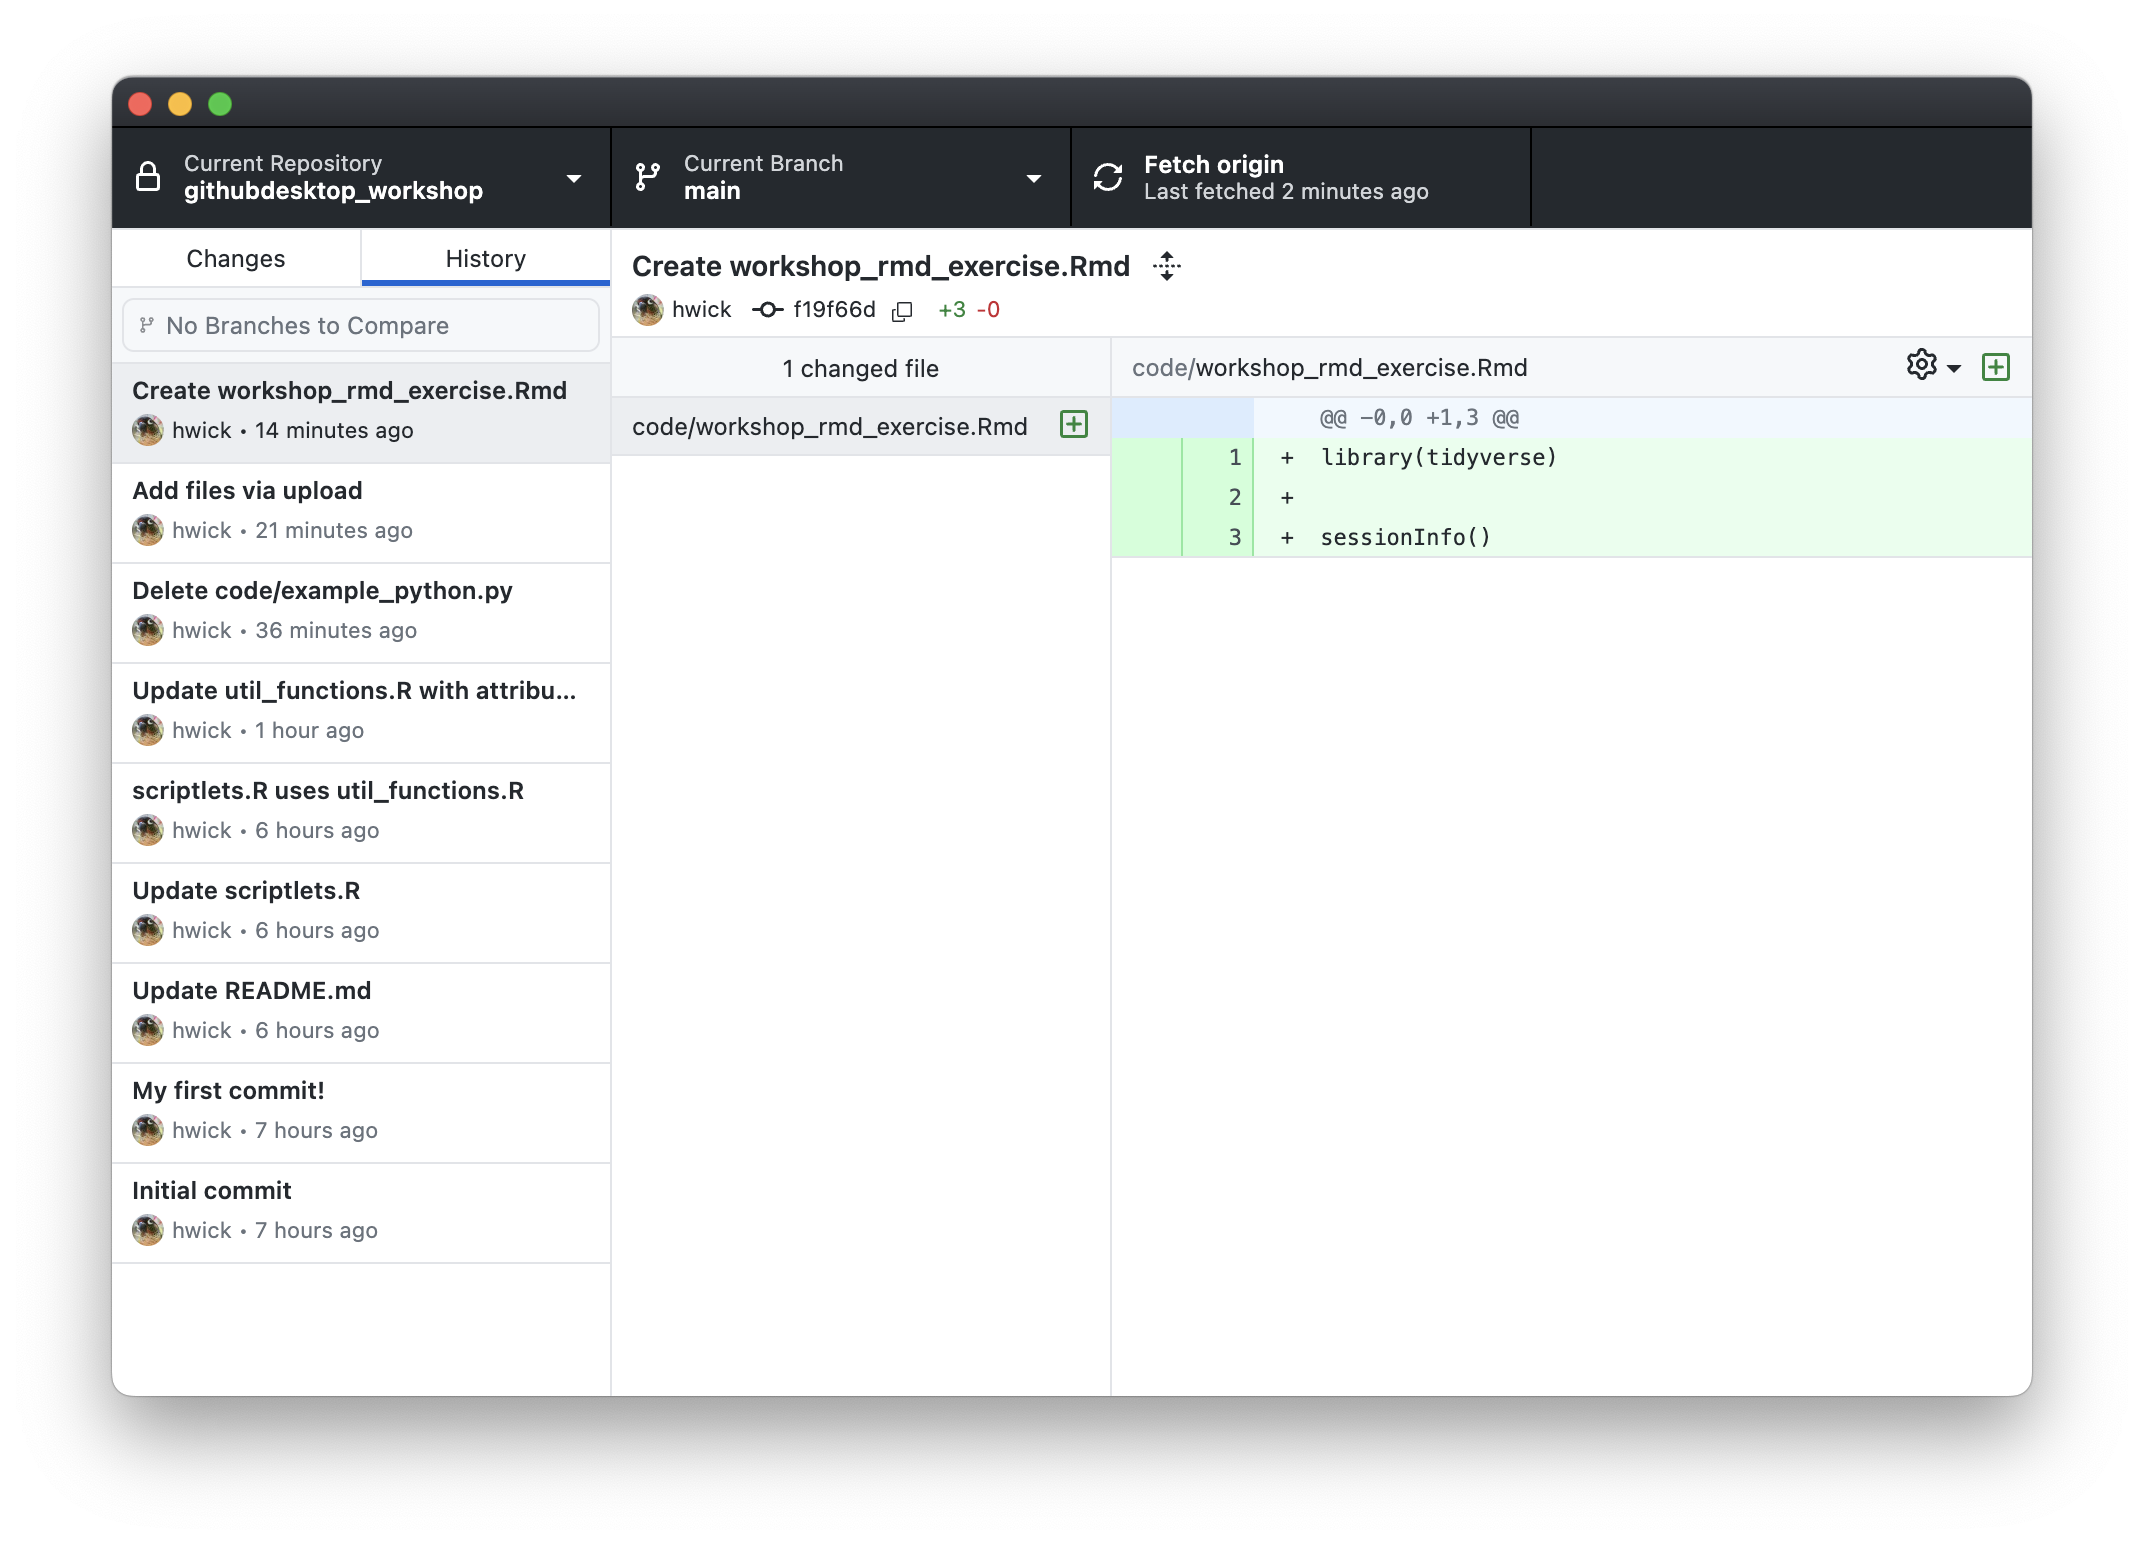 Current Repository
githubdesktop_workshop
Current Branch
main
Fetch origin
Last fetched 2 minutes ago
Changes
History
No Branches to Compare
Create workshop_rmd_exercise.Rmd
hwick • 14 minutes ago
Add files via upload
hwick • 21 minutes ago
Delete code/example_python.py
hwick • 36 minutes ago
Update util_functions.R with attribu...
hwick • 1 hour ago
scriptlets.R uses util_functions.R
hwick • 6 hours ago
Update scriptlets.R
hwick • 6 hours ago
Update README.md
hwick • 6 hours ago
My first commit!
hwick • 7 hours ago
Initial commit
hwick • 7 hours ago
Create workshop_rmd_exercise.Rmd
hwick f19f66d +3 -0
1 changed file
code/workshop_rmd_exercise.Rmd
code/workshop_rmd_exercise.Rmd
@@ -0,0 +1,3 @@
1 + library(tidyverse)
2 +
3 + sessionInfo()